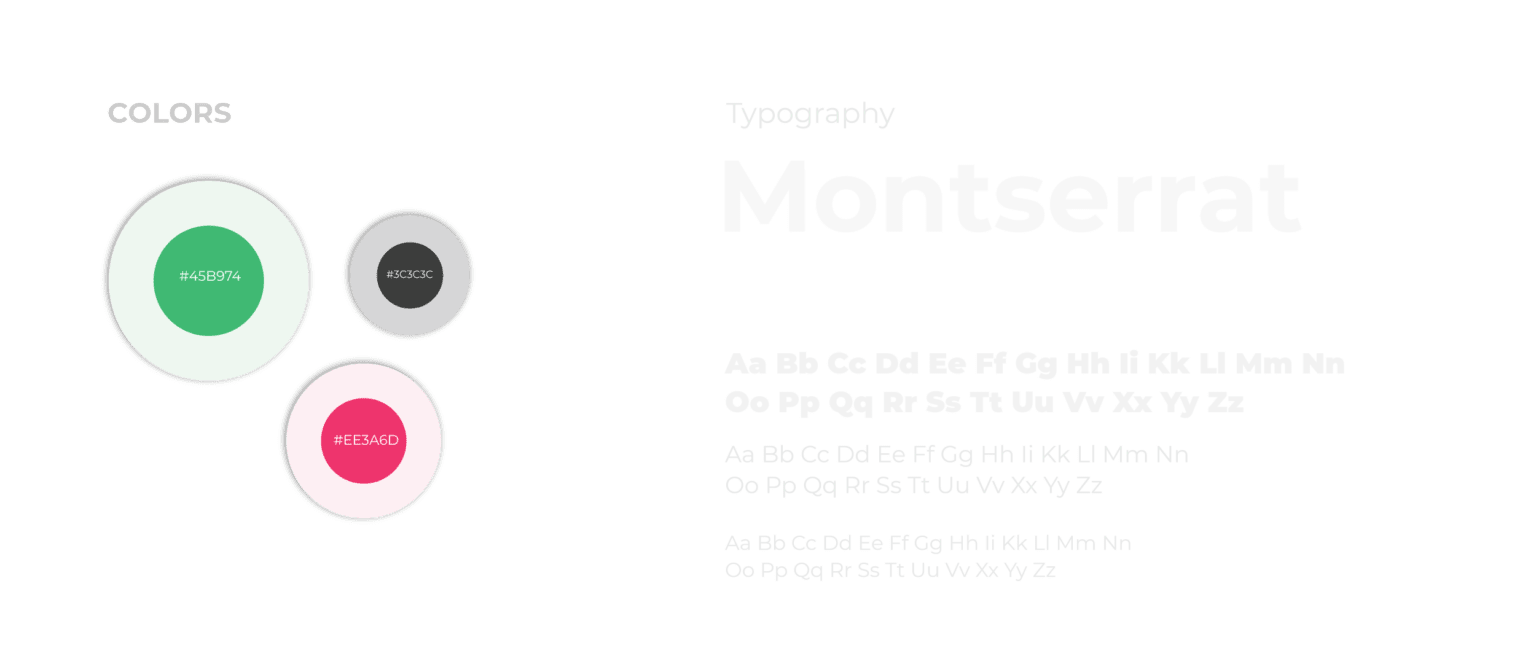 COLORS
#45B974
#3C3C3C
#EE3A6D
Typography
Montserrat
Aa Bb Cc Dd Ee Ff Gg Hh Ii Kk Ll Mm Nn
Oo Pp Qq Rr Ss Tt Uu Vv Xx Yy Zz
Aa Bb Cc Dd Ee Ff Gg Hh Ii Kk Ll Mm Nn
Oo Pp Qq Rr Ss Tt Uu Vv Xx Yy Zz
Aa Bb Cc Dd Ee Ff Gg Hh Ii Kk Ll Mm Nn
Oo Pp Qq Rr Ss Tt Uu Vv Xx Yy Zz